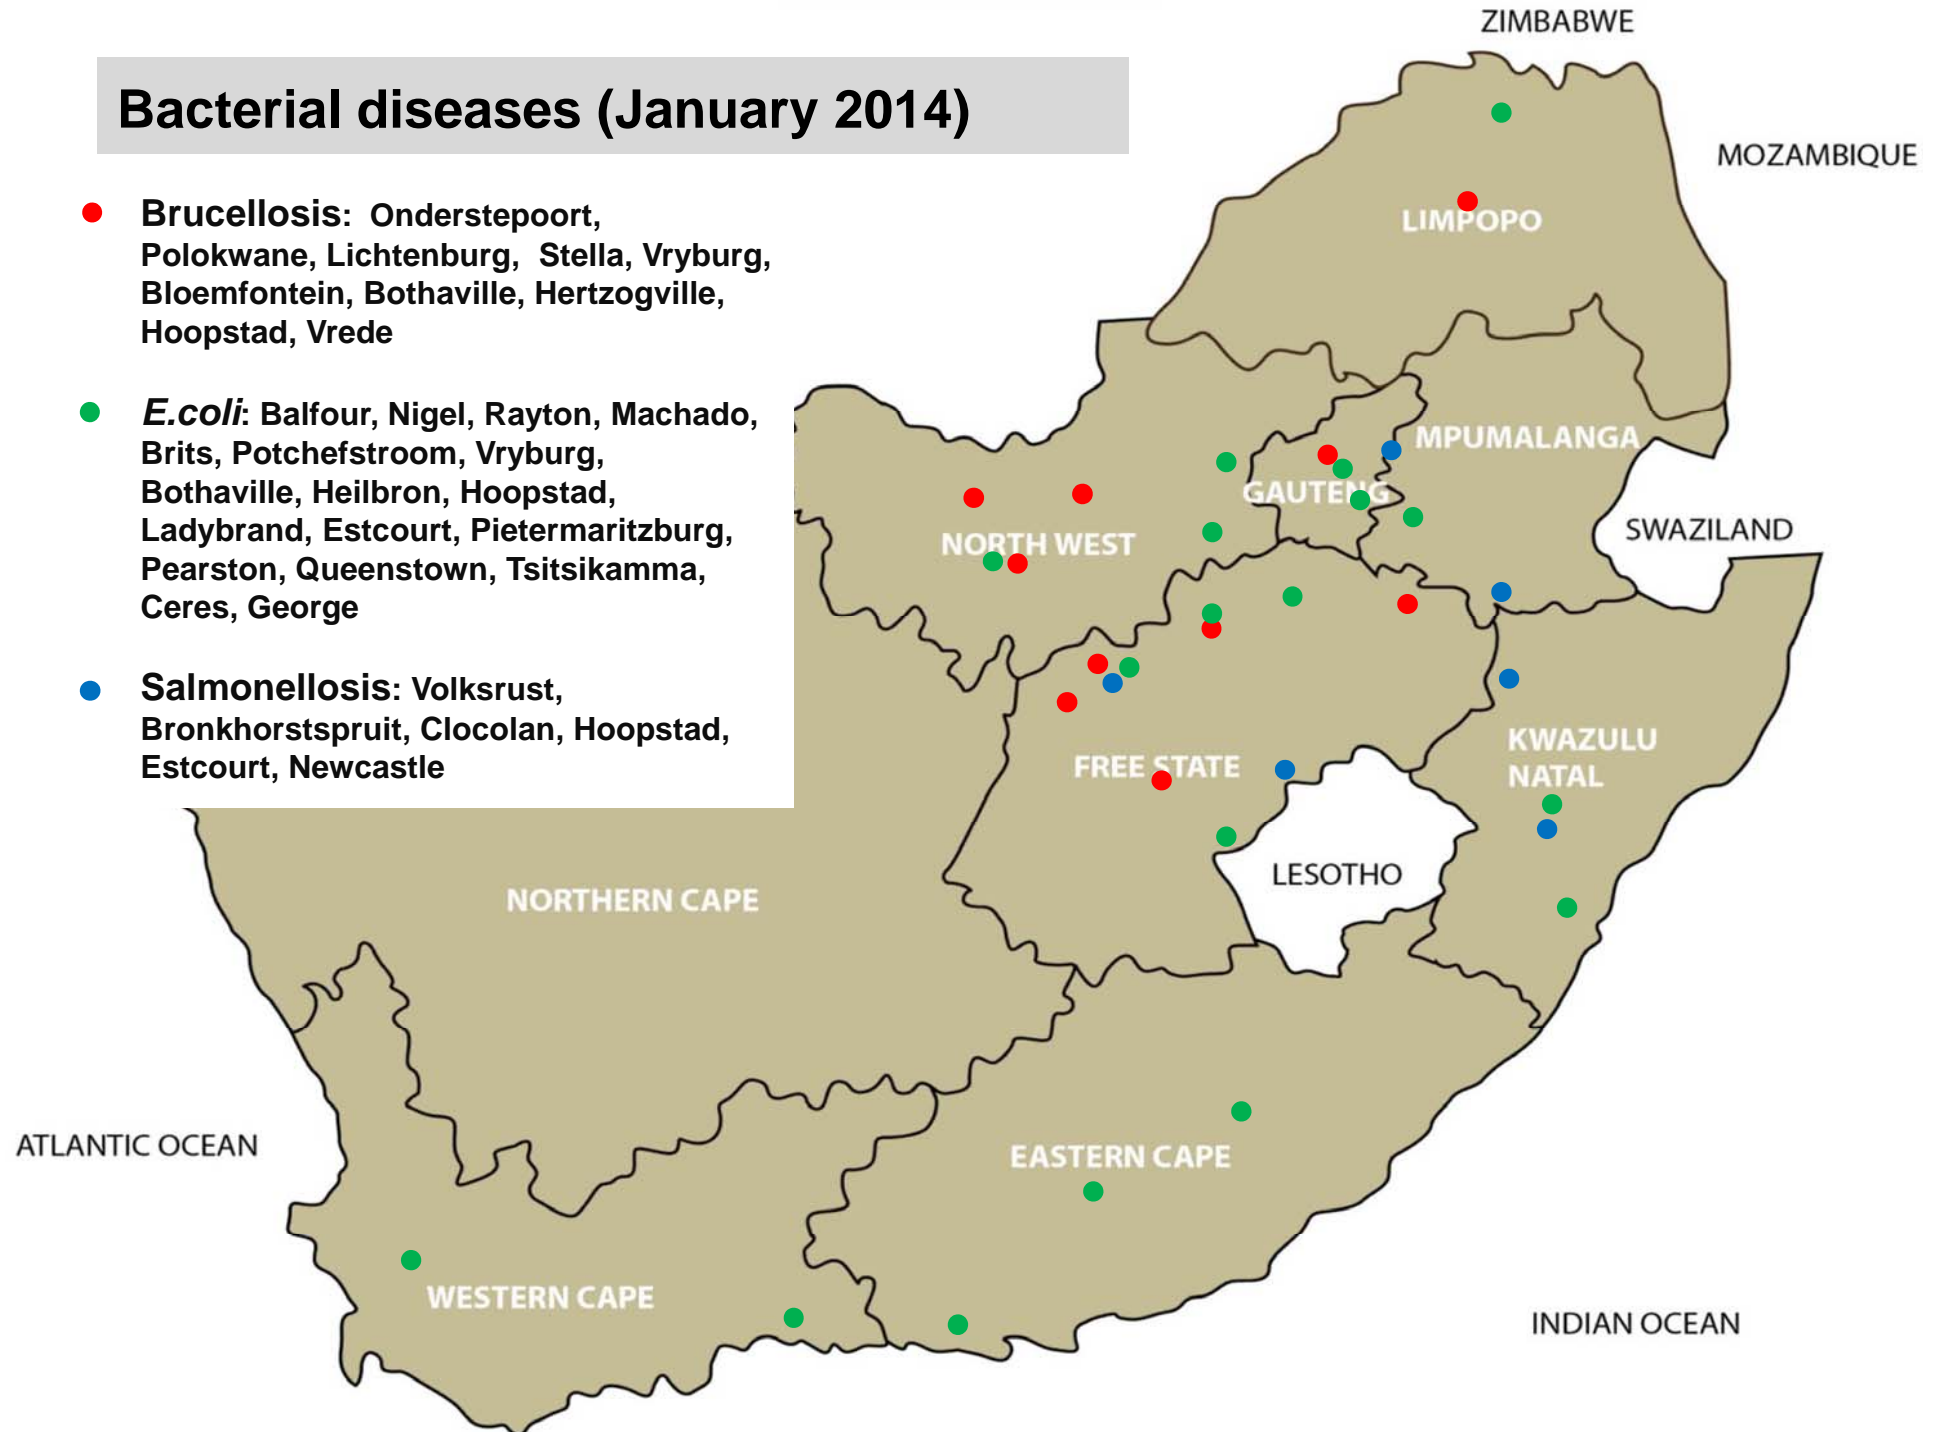 ZIMBABWE
Bacterial diseases (January 2014)
MOZAMBIQUE
Brucellosis: Onderstepoort,
Polokwane, Lichtenburg, Stella, Vryburg,
Bloemfontein, Bothaville, Hertzogville,
Hoopstad, Vrede
LIMPOPO
E.coli: Balfour, Nigel, Rayton, Machado,
Brits, Potchefstroom, Vryburg,
Bothaville, Heilbron, Hoopstad,
Ladybrand, Estcourt, Pietermaritzburg,
Pearston, Queenstown, Tsitsikamma,
Ceres, George
MPUMALANGA
GAUTENG
NORTH WEST
SWAZILAND
Salmonellosis: Volksrust,
Bronkhorstspruit, Clocolan, Hoopstad,
Estcourt, Newcastle
FREE STATE
KWAZULU
NATAL
LESOTHO
NORTHERN CAPE
ATLANTIC OCEAN
EASTERN CAPE
WESTERN CAPE
INDIAN OCEAN